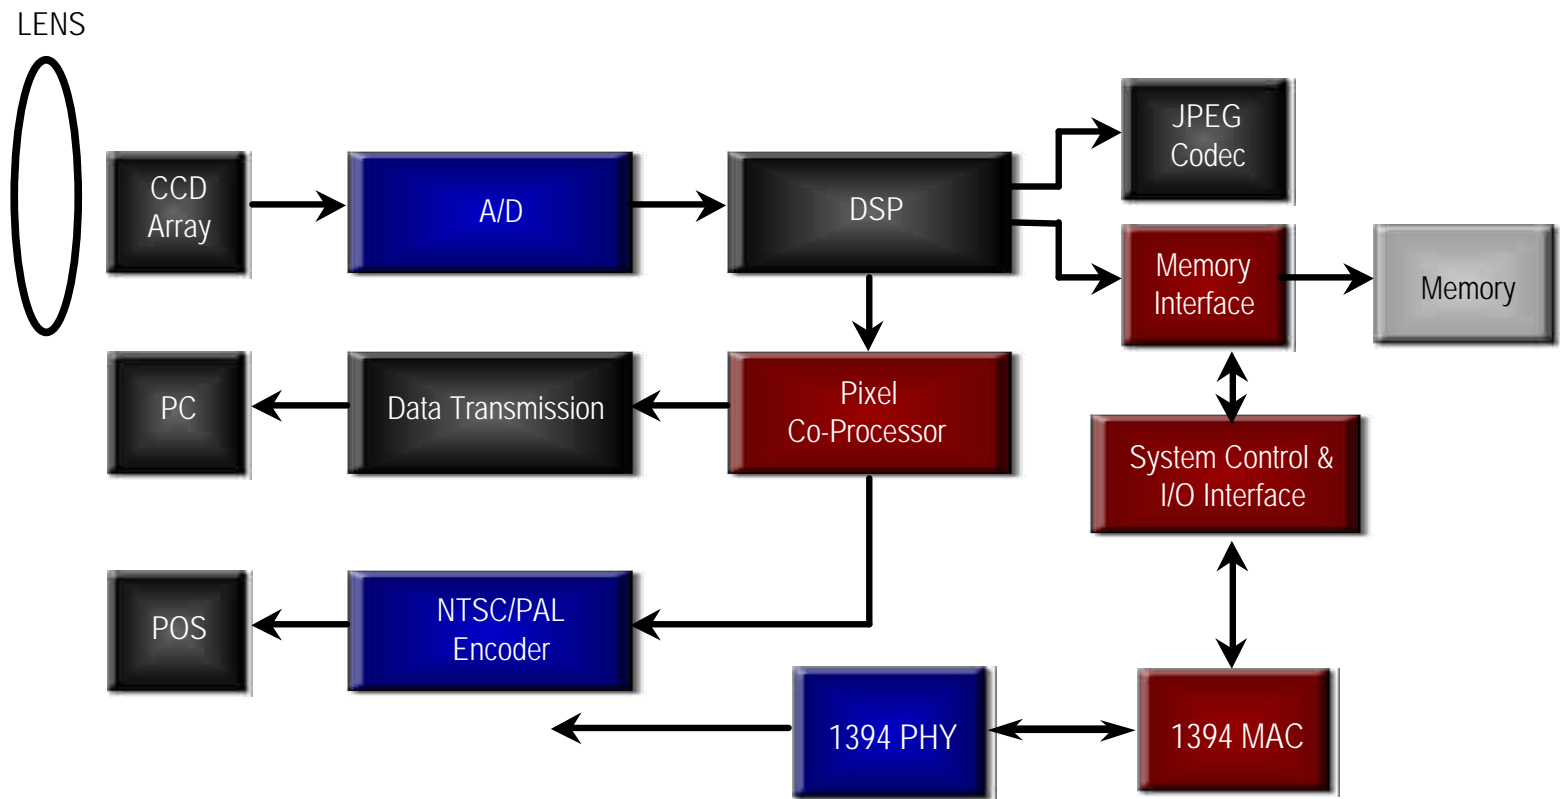 LENS
JPEG
Codec
CCD
Array
A/D
DSP
Memory
Interface
Memory
PC
Data Transmission
Pixel
Co-Processor
System Control &
I/O Interface
POS
NTSC/PAL
Encoder
1394 PHY
1394 MAC